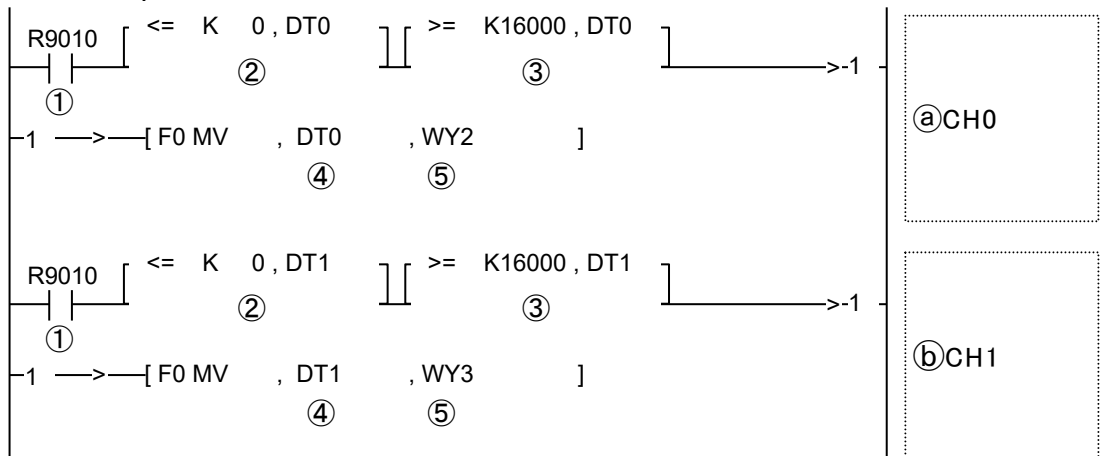 R9010 <= K 0 , DT0 >= K16000 , DT0
① ② ③ >-1
1 > [ F0 MV , DT0 , WY2 ]
④ ⑤
ⓐCH0
R9010 <= K 0 , DT1 >= K16000 , DT1
① ② ③ >-1
1 > [ F0 MV , DT1 , WY3 ]
④ ⑤
ⓑCH1